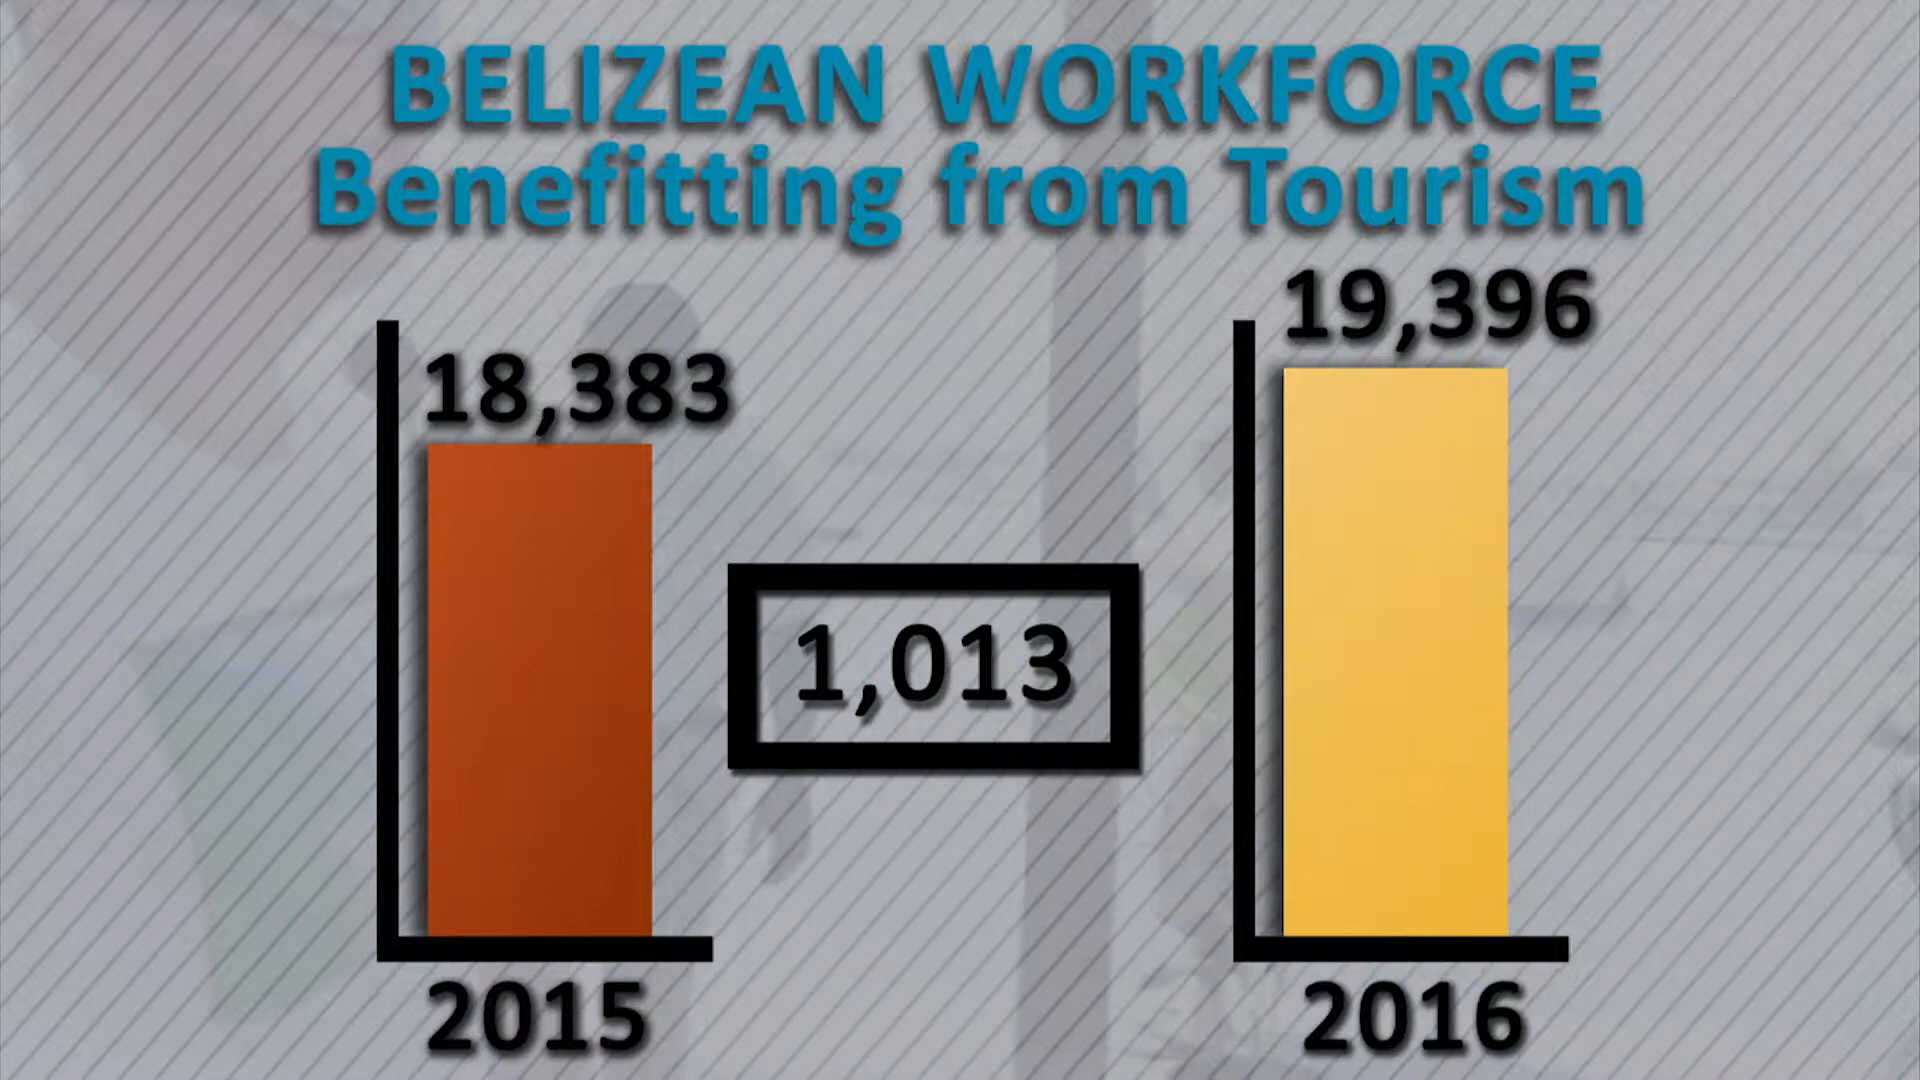 BELIZEAN WORKFORCE
Benefitting from Tourism
18,383
19,396
1,013
2015
2016